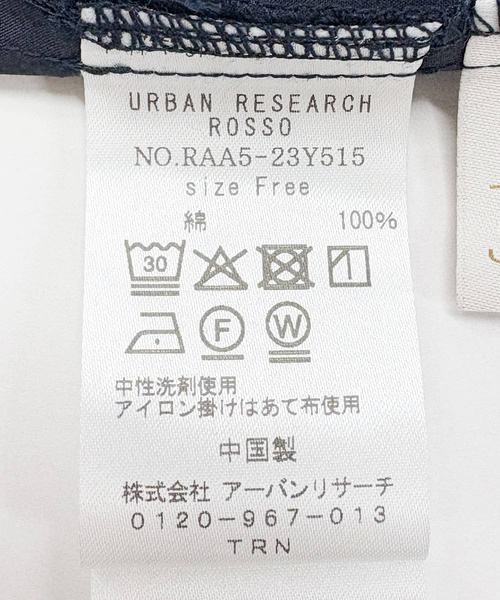 URBAN RESEARCH
ROSSO
NO.RAA5-23Y515
size Free
綿 100%
30
F W
中性洗剤使用
アイロン掛けはあて布使用
中国製
株式会社 アーバンリサーチ
0120-967-013
TRN